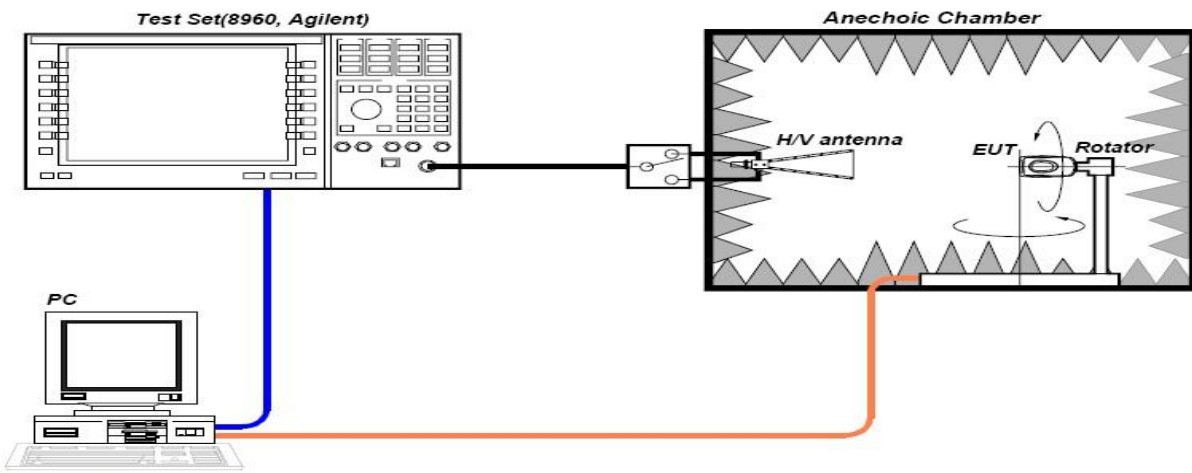 Test Set(8960, Agilent)
Anechoic Chamber
H/V antenna
EUT
Rotator
PC